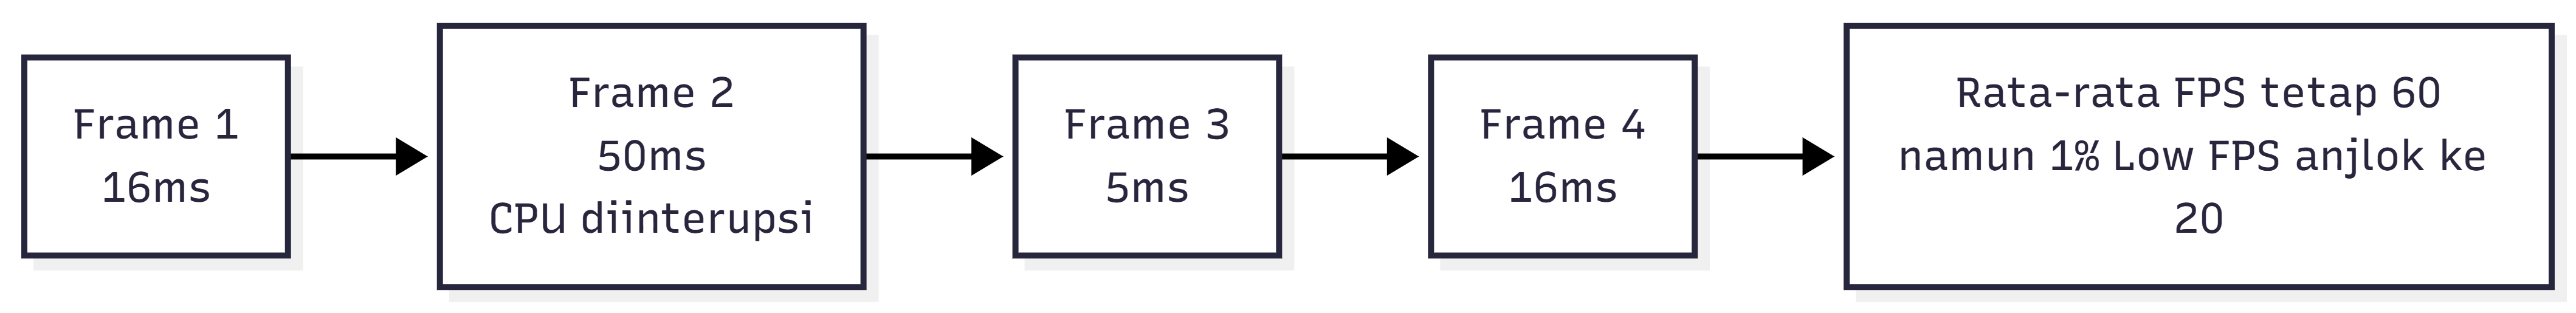 Frame 1
16ms
Frame 2
50ms
CPU diinterupsi
Frame 3
5ms
Frame 4
16ms
Rata-rata FPS tetap 60
namun 1% Low FPS anjlok ke
20